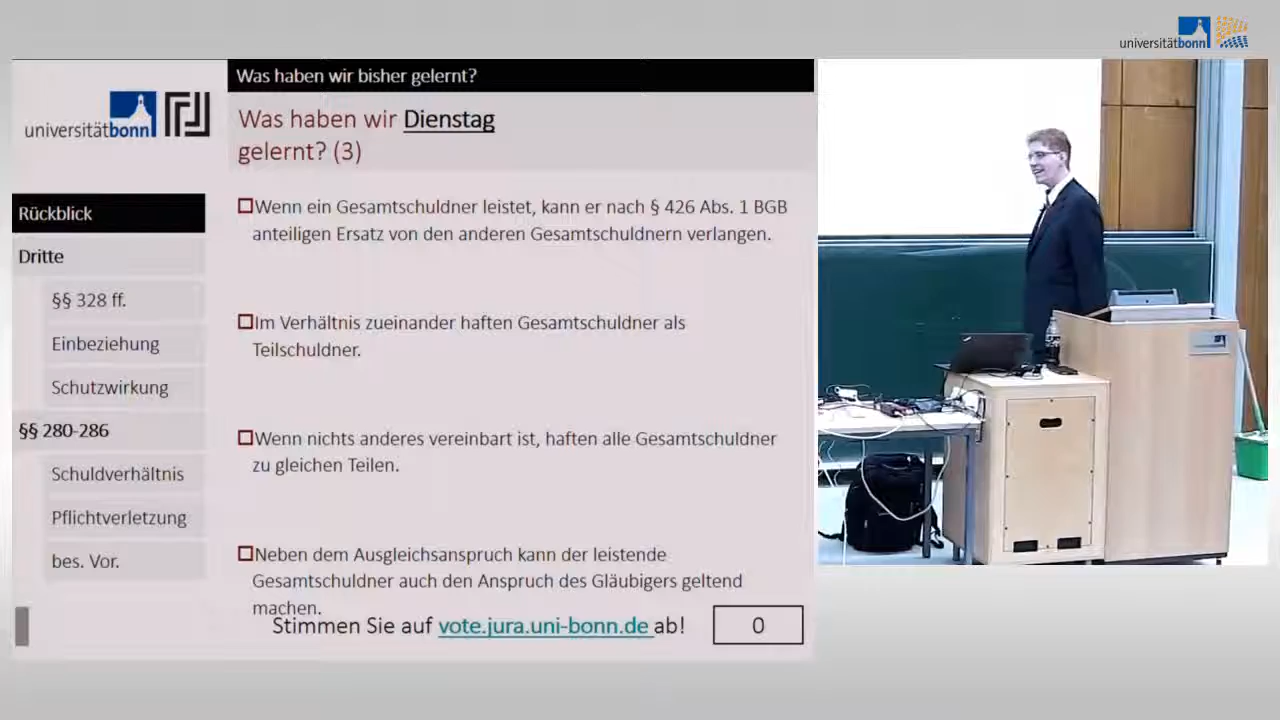 universitätbonn
Was haben wir bisher gelernt?
universitätbonn
Was haben wir Dienstag
gelernt? (3)
Rückblick
Dritte
§§ 328 ff.
Einbeziehung
Schutzwirkung
§§ 280-286
Schuldverhältnis
Pflichtverletzung
bes. Vor.
Wenn ein Gesamtschuldner leistet, kann er nach § 426 Abs. 1 BGB
anteiligen Ersatz von den anderen Gesamtschuldnern verlangen.
Im Verhältnis zueinander haften Gesamtschuldner als
Teilschuldner.
Wenn nichts anderes vereinbart ist, haften alle Gesamtschuldner
zu gleichen Teilen.
Neben dem Ausgleichsanspruch kann der leistende
Gesamtschuldner auch den Anspruch des Gläubigers geltend
machen.
Stimmen Sie auf vote.jura.uni-bonn.de ab!
0